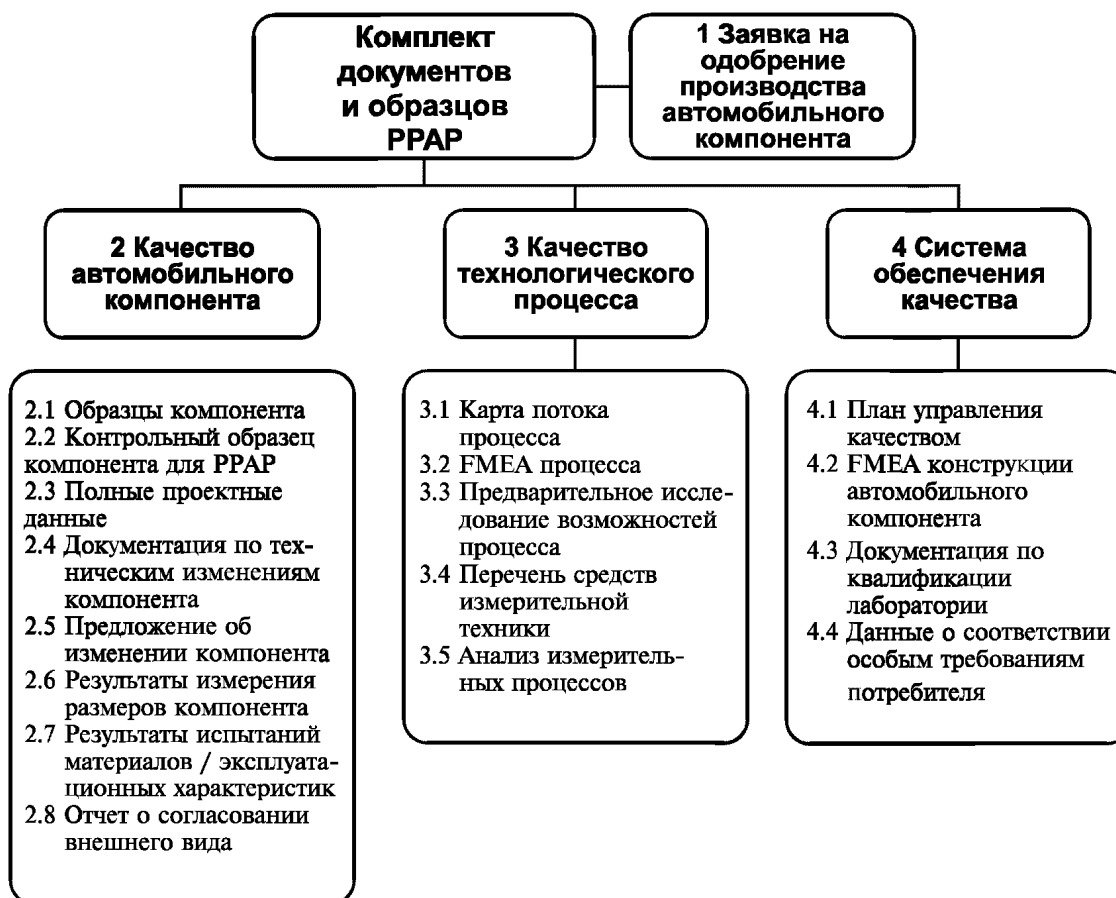 Комплект
документов
и образцов
PPAP
1 Заявка на
одобрение
производства
автомобильного
компонента
2 Качество
автомобильного
компонента
3 Качество
технологического
процесса
4 Система
обеспечения
качества
2.1 Образцы компонента
2.2 Контрольный образец
компонента для PPAP
2.3 Полные проектные
данные
2.4 Документация по тех-
ническим изменениям
компонента
2.5 Предложение об
изменении компонента
2.6 Результаты измерения
размеров компонента
2.7 Результаты испытаний
материалов / эксплуата-
ционных характеристик
2.8 Отчет о согласовании
внешнего вида
3.1 Карта потока
процесса
3.2 FMEA процесса
3.3 Предварительное иссле-
дование возможностей
процесса
3.4 Перечень средств
измерительной
техники
3.5 Анализ измеритель-
ных процессов
4.1 План управления
качеством
4.2 FMEA конструкции
автомобильного
компонента
4.3 Документация по
квалификации
лаборатории
4.4 Данные о соответствии
особым требованиям
потребителя